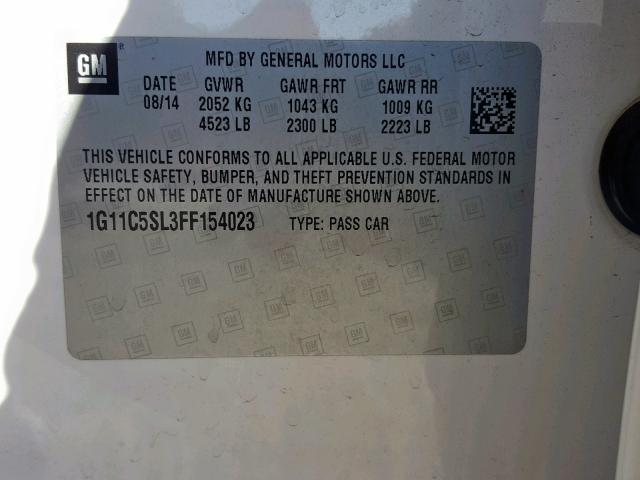 GM
®
MFD BY GENERAL MOTORS LLC
DATE GVWR GAWR FRT GAWR RR
08/14 2052 KG 1043 KG 1009 KG
4523 LB 2300 LB 2223 LB
THIS VEHICLE CONFORMS TO ALL APPLICABLE U.S. FEDERAL MOTOR
VEHICLE SAFETY, BUMPER, AND THEFT PREVENTION STANDARDS IN
EFFECT ON THE DATE OF MANUFACTURE SHOWN ABOVE.
1G11C5SL3FF154023 TYPE: PASS CAR